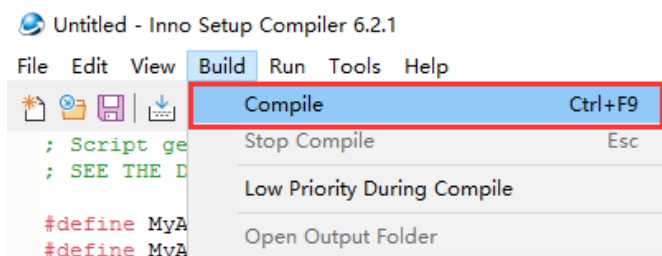 Untitled - Inno Setup Compiler 6.2.1
File Edit View Build Run Tools Help
Compile Ctrl+F9
; Script ge
Stop Compile Esc
; SEE THE D
Low Priority During Compile
#define MyA
Open Output Folder
#define MyA